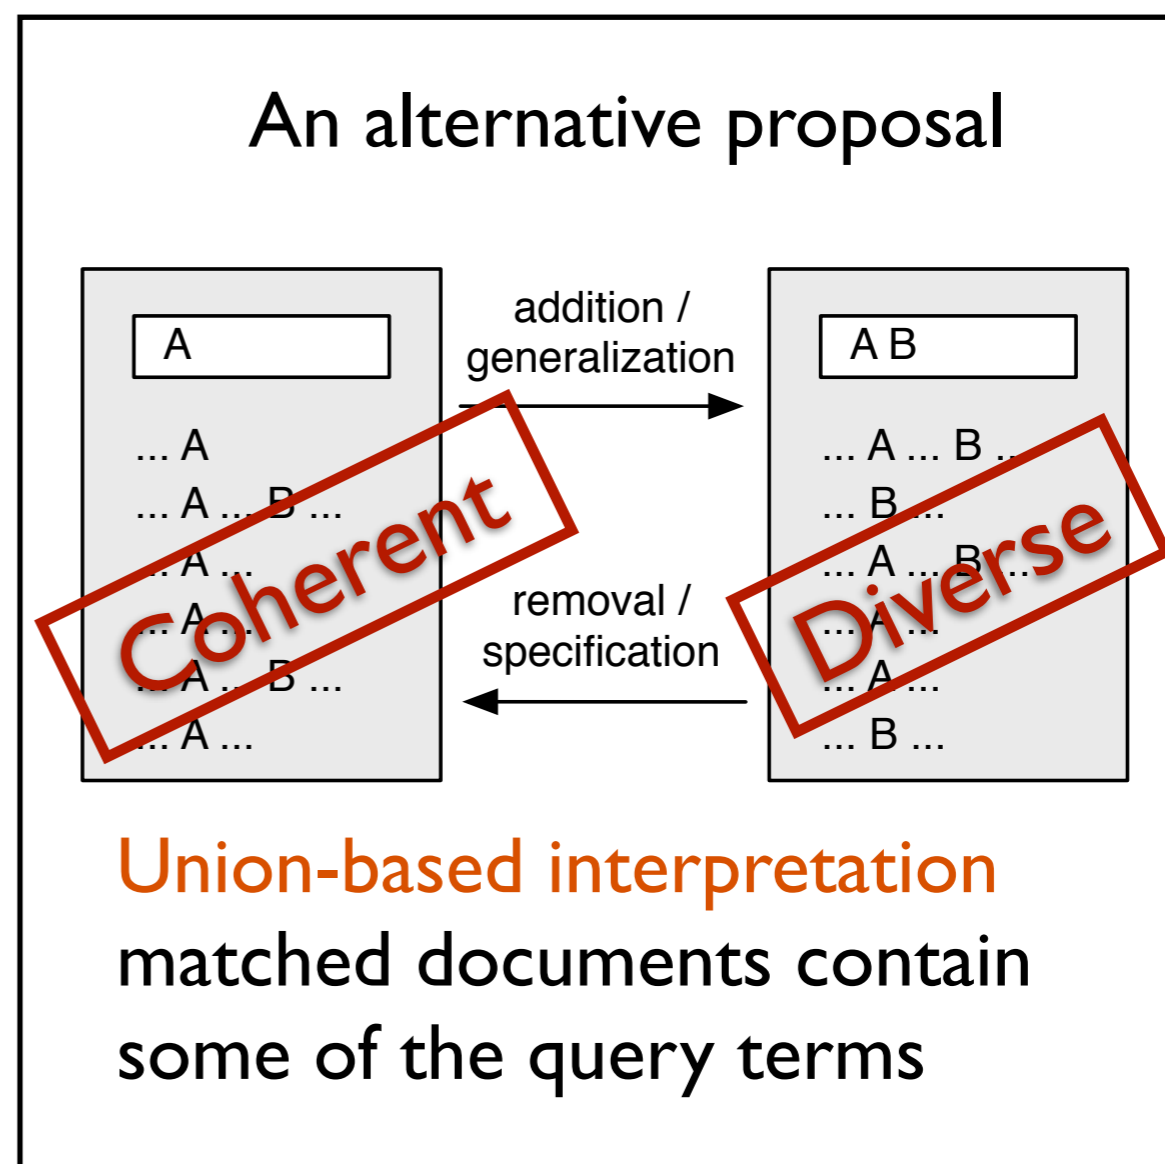 An alternative proposal
A
... A
... A ... B ...
... A ...
... A ...
... A ... B ...
... A ...
Coherent
addition /
generalization
removal /
specification
A B
... A ... B ...
... B ...
... A ... B ...
... A ...
... A ...
... B ...
Diverse
Union-based interpretation
matched documents contain
some of the query terms